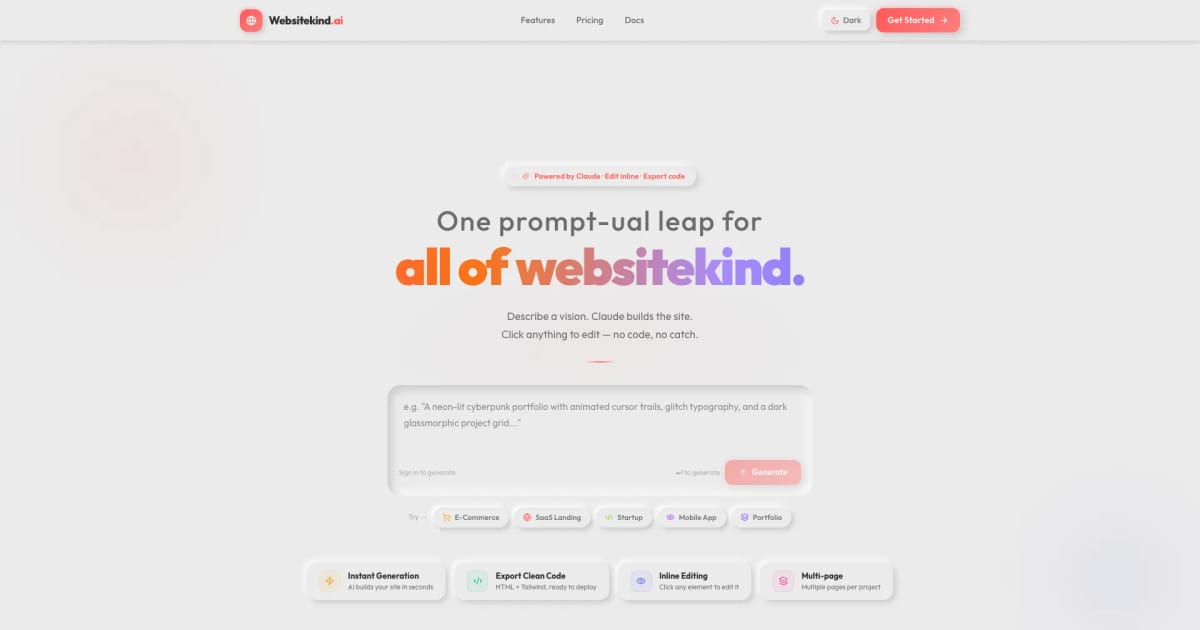 Websitekind.ai
Features
Pricing
Docs
Dark
Get Started →
Powered by Claude · Edit inline · Export code
One prompt-ual leap for
all of websitekind.
Describe a vision. Claude builds the site.
Click anything to edit — no code, no catch.
e.g. "A neon-lit cyberpunk portfolio with animated cursor trails, glitch typography, and a dark
glassmorphic project grid..."
Sign in to generate
↵ to generate
Generate
Try →
E-Commerce
SaaS Landing
Startup
Mobile App
Portfolio
Instant Generation
AI builds your site in seconds
Export Clean Code
HTML + Tailwind, ready to deploy
Inline Editing
Click any element to edit it
Multi-page
Multiple pages per project